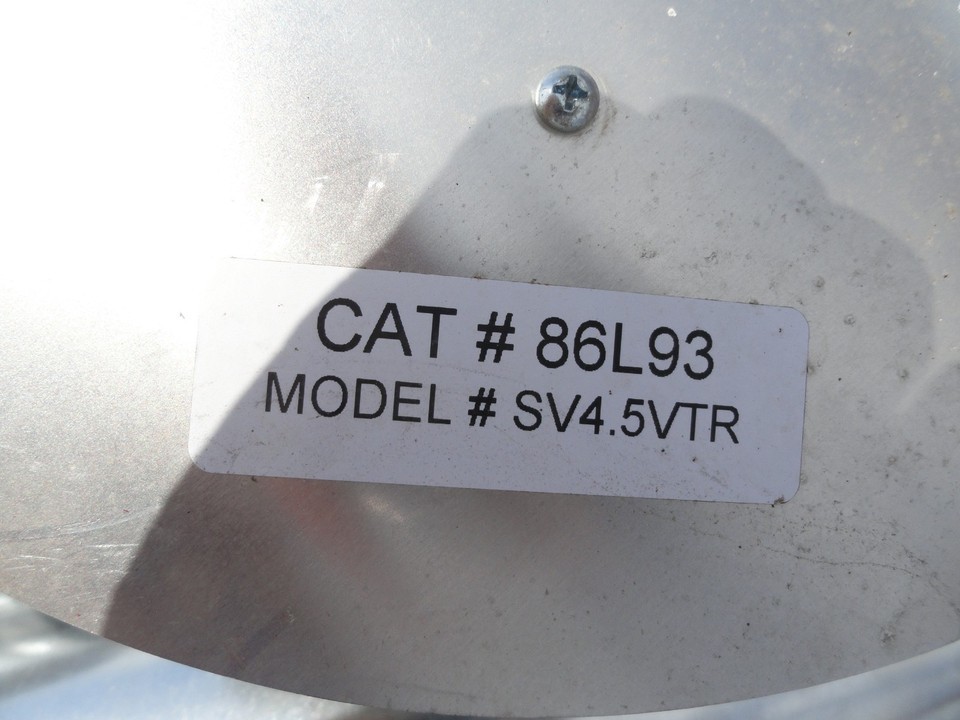 CAT # 86L93
MODEL # SV4.5VTR